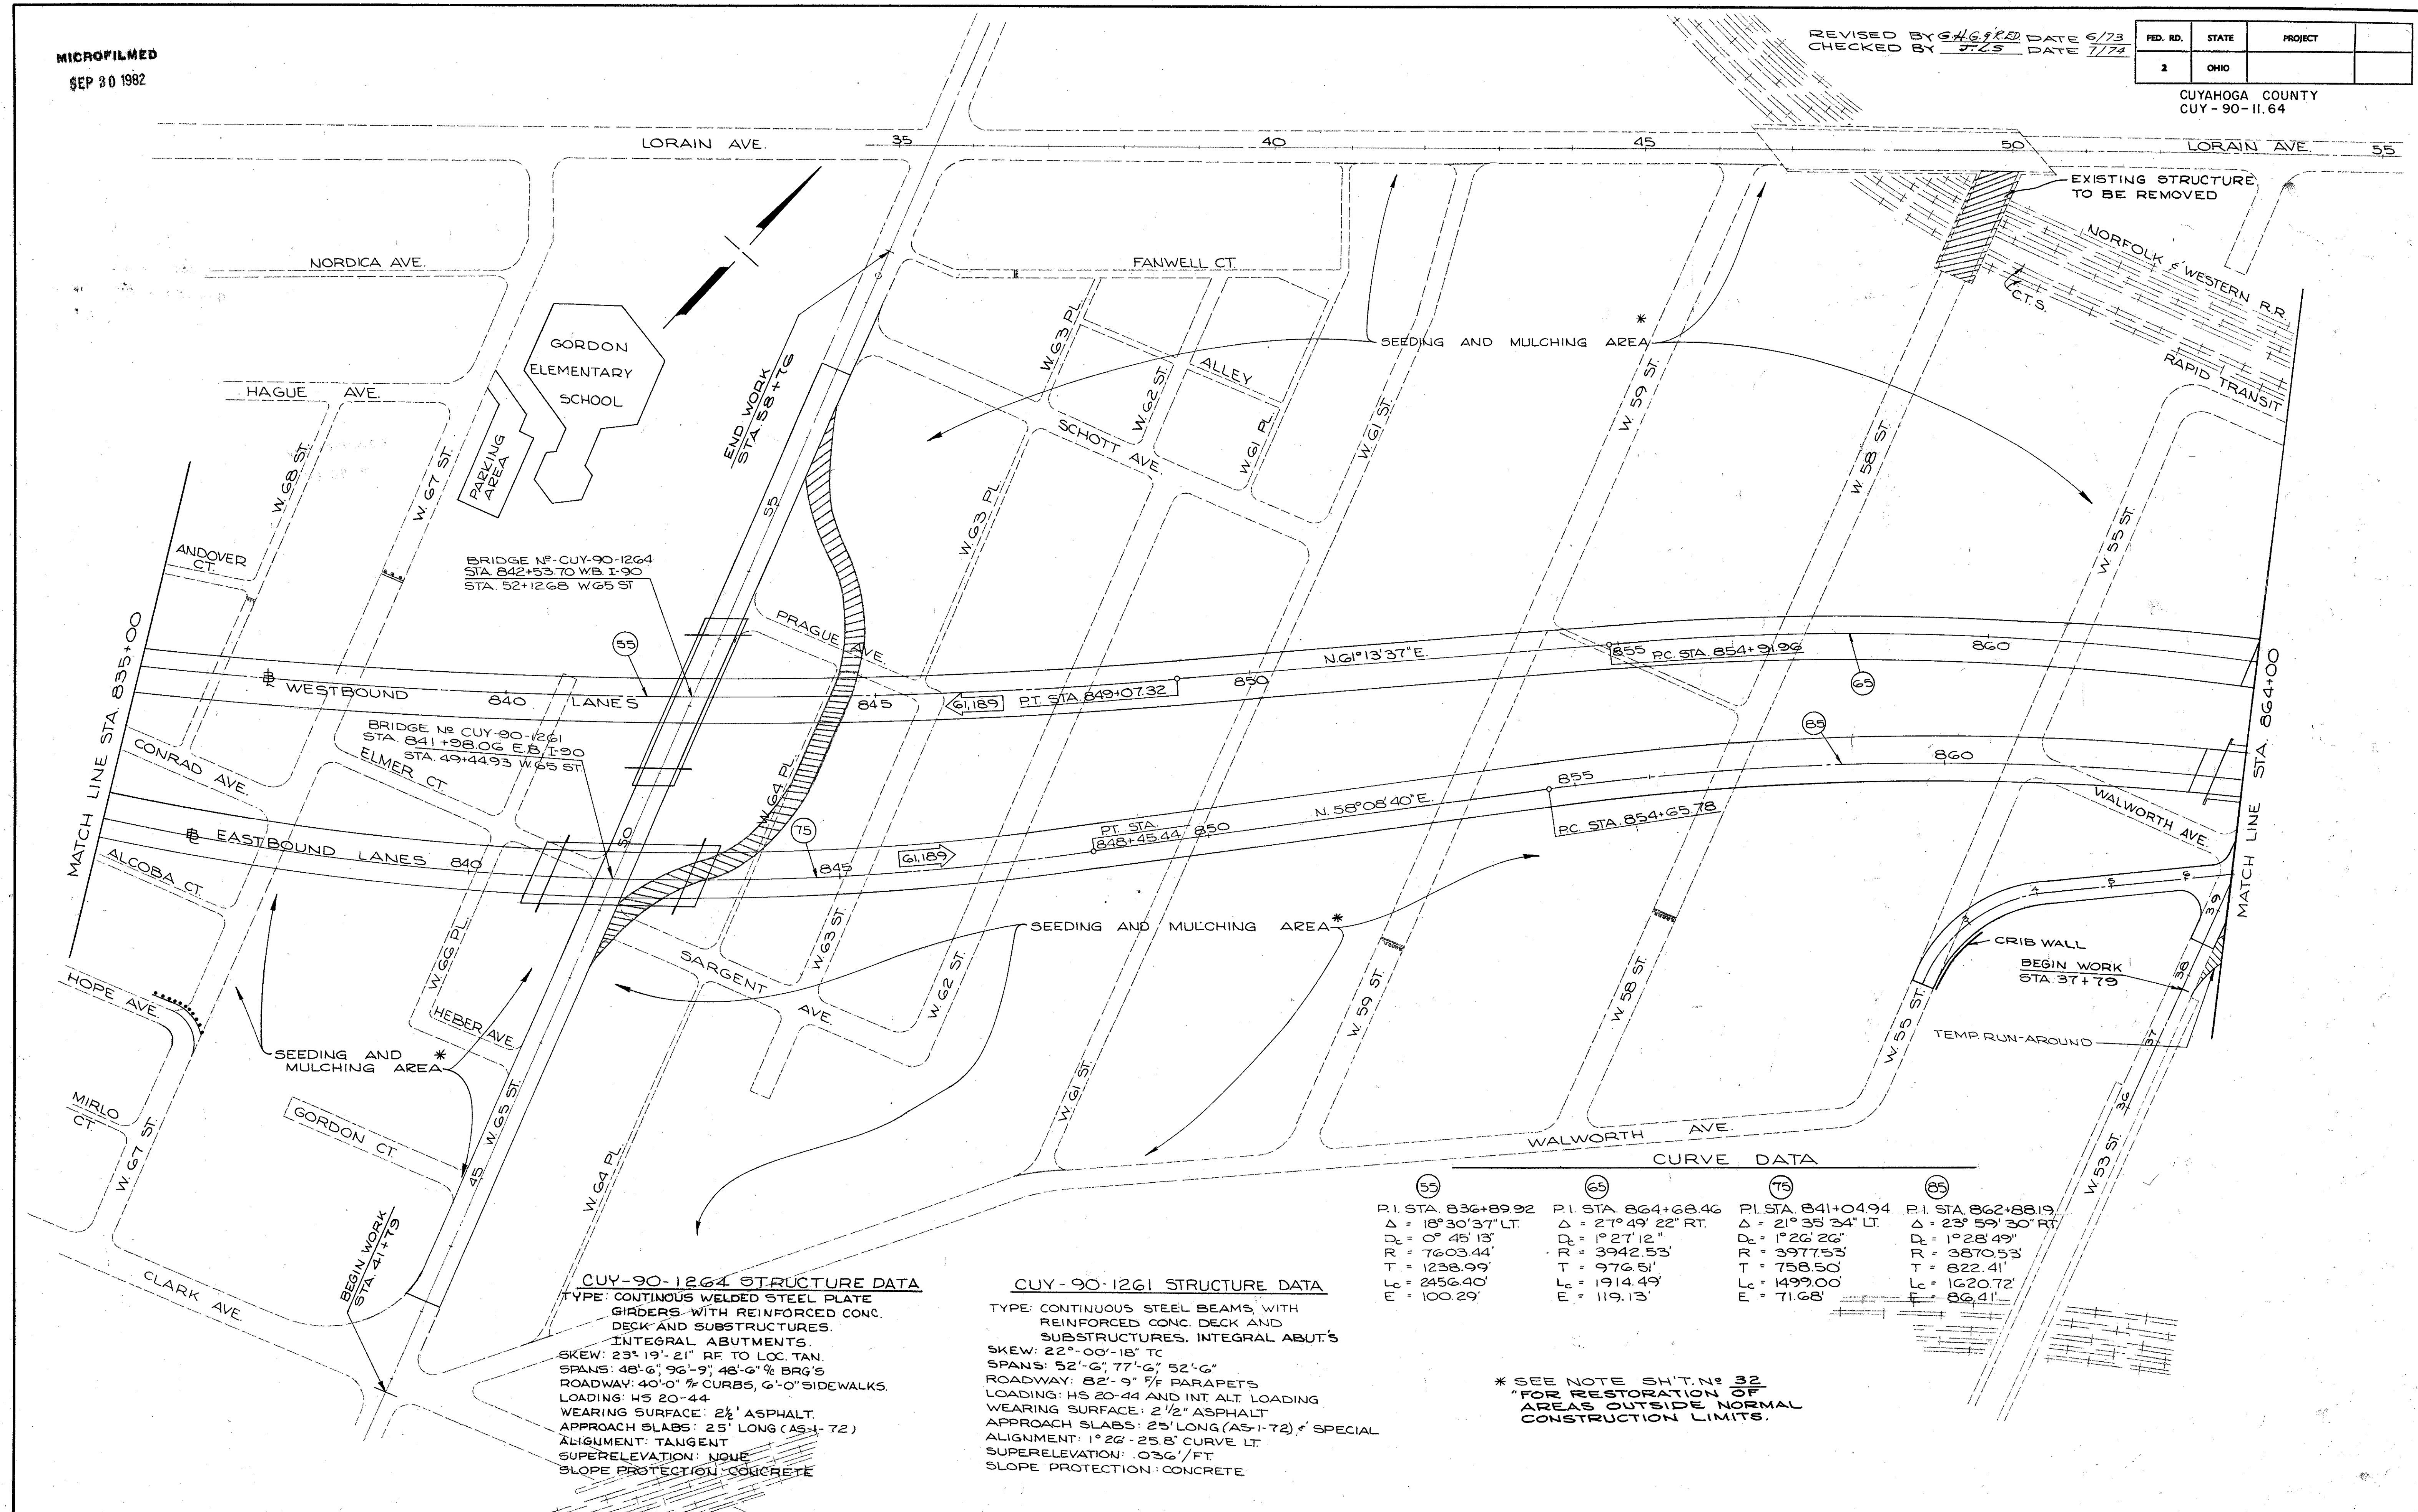 MICROFILMED
SEP 30 1982
REVISED BY G.H.G. & R.E.D. DATE 6/73
CHECKED BY J.L.S DATE 7/74
FED. RD. STATE PROJECT
2 OHIO
CUYAHOGA COUNTY
CUY-90-11.64
LORAIN AVE.
35
40
45
50
LORAIN AVE.
55
EXISTING STRUCTURE
TO BE REMOVED
NORFOLK & WESTERN R.R.
C.T.S.
RAPID TRANSIT
NORDICA AVE.
FANWELL CT.
GORDON
ELEMENTARY
SCHOOL
PARKING
AREA
HAGUE AVE.
W. 68 ST.
W. 67 ST.
END WORK
STA. 58+76
55
W. 63 PL.
W. 62 ST.
ALLEY
SCHOTT AVE.
W. 61 PL.
W. 61 ST.
W. 59 ST.
W. 58 ST.
W. 55 ST.
W. 63 PL.
SEEDING AND MULCHING AREA *
ANDOVER
CT.
BRIDGE Nº-CUY-90-1264
STA. 842+53.70 W.B. I-90
STA. 52+12.68 W.65 ST
55
PRAGUE AVE.
MATCH LINE STA. 835+00
℄ WESTBOUND LANES
840
845
61,189
PT. STA. 849+07.32
850
N.61°13'37"E.
855
P.C. STA. 854+91.96
65
860
MATCH LINE STA. 864+00
BRIDGE Nº CUY-90-1261
STA. 841+98.06 E.B. I-90
STA. 49+44.93 W.65 ST.
CONRAD AVE.
ELMER CT.
W. 64 PL.
50
75
℄ EASTBOUND LANES 840
845
61,189
PT. STA.
848+45.44
850
N. 58°08'40"E.
855
P.C. STA. 854+65.78
85
860
WALWORTH AVE.
ALCOBA CT.
HOPE AVE.
W. 66 PL.
HEBER AVE.
SARGENT AVE.
W. 63 ST.
W. 62 ST.
SEEDING AND MULCHING AREA *
W. 59 ST.
W. 58 ST.
W. 55 ST.
3
4
5
6
CRIB WALL
BEGIN WORK
STA. 37+79
TEMP. RUN-AROUND
39
38
37
36
MATCH LINE
W. 53 ST.
SEEDING AND *
MULCHING AREA
MIRLO
CT.
W. 67 ST.
GORDON CT.
W. 65 ST.
45
W. 64 PL.
W. 61 ST.
WALWORTH AVE.
CLARK AVE.
BEGIN WORK
STA. 41+79
CURVE DATA
55
P.I. STA. 836+89.92
Δ = 18°30'37" LT.
Dc = 0° 45' 13"
R = 7603.44'
T = 1238.99'
Lc = 2456.40'
E = 100.29'
65
P.I. STA. 864+68.46
Δ = 27°49' 22" RT.
Dc = 1°27'12"
R = 3942.53'
T = 976.51'
Lc = 1914.49'
E = 119.13'
75
P.I. STA. 841+04.94
Δ = 21°35'34" LT.
Dc = 1°26'26"
R = 3977.53'
T = 758.50'
Lc = 1499.00'
E = 71.68'
85
P.I. STA. 862+88.19
Δ = 23°59'30" RT.
Dc = 1°28'49"
R = 3870.53'
T = 822.41'
Lc = 1620.72'
E = 86.41'
CUY-90-1264 STRUCTURE DATA
TYPE: CONTINOUS WELDED STEEL PLATE
GIRDERS WITH REINFORCED CONC.
DECK AND SUBSTRUCTURES.
INTEGRAL ABUTMENTS.
SKEW: 23°-19'-21" RF. TO LOC. TAN.
SPANS: 48'-6", 96'-9", 48'-6" c/c BRG'S
ROADWAY: 40'-0" F/F CURBS, 6'-0" SIDEWALKS.
LOADING: HS 20-44
WEARING SURFACE: 2½" ASPHALT.
APPROACH SLABS: 25' LONG (AS-1-72)
ALIGNMENT: TANGENT
SUPERELEVATION: NONE
SLOPE PROTECTION: CONCRETE
CUY-90-1261 STRUCTURE DATA
TYPE: CONTINUOUS STEEL BEAMS, WITH
REINFORCED CONC. DECK AND
SUBSTRUCTURES. INTEGRAL ABUT.'S
SKEW: 22°-00'-18" TC
SPANS: 52'-6", 77'-6", 52'-6"
ROADWAY: 82'-9" F/F PARAPETS
LOADING: HS 20-44 AND INT. ALT. LOADING
WEARING SURFACE: 2 1/2" ASPHALT
APPROACH SLABS: 25' LONG (AS-1-72) & SPECIAL
ALIGNMENT: 1°26'-25.8" CURVE LT.
SUPERELEVATION: .036'/FT.
SLOPE PROTECTION: CONCRETE
* SEE NOTE SH'T. Nº 32
"FOR RESTORATION OF
AREAS OUTSIDE NORMAL
CONSTRUCTION LIMITS.